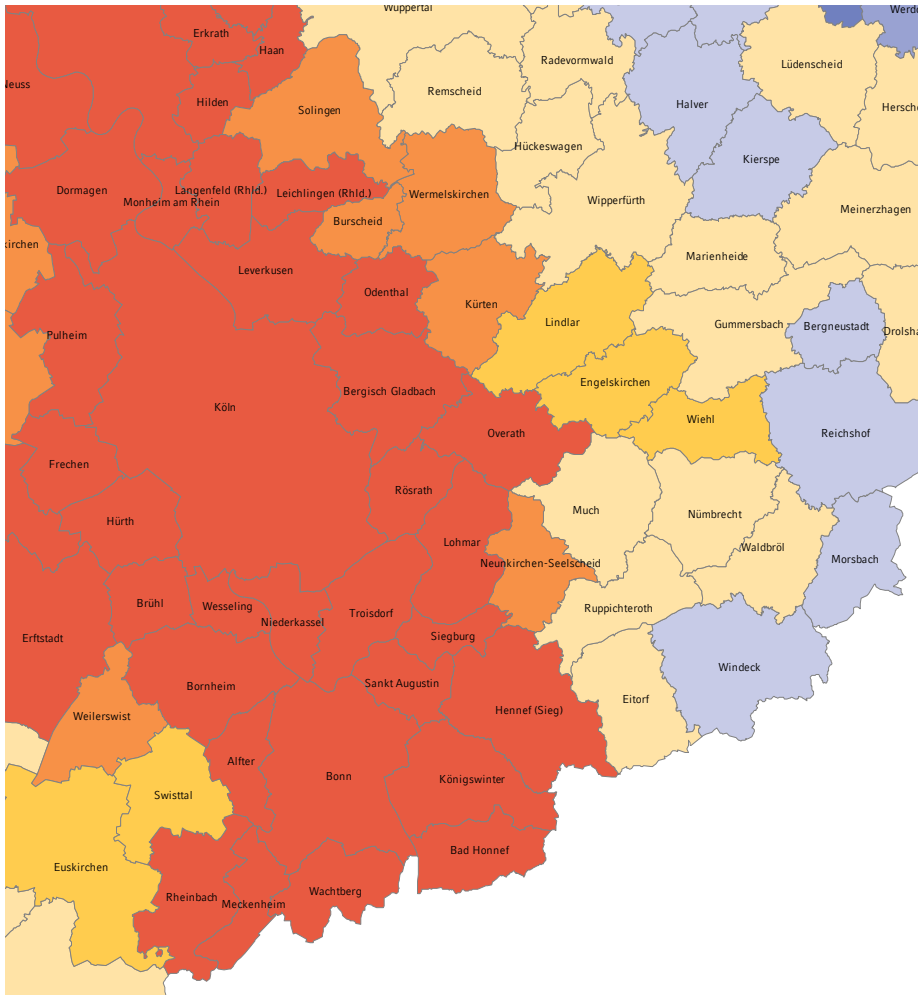 Wuppertal
Werdo
Erkrath
Haan
Radevormwald
Lüdenscheid
Neuss
Remscheid
Hilden
Solingen
Halver
Hersche
Hückeswagen
Kierspe
Dormagen
Langenfeld (Rhld.)
Leichlingen (Rhld.)
Wermelskirchen
Monheim am Rhein
Wipperfürth
Meinerzhagen
Burscheid
kirchen
Marienheide
Leverkusen
Odenthal
Kürten
Lindlar
Gummersbach
Bergneustadt
Drolsha
Pulheim
Engelskirchen
Bergisch Gladbach
Köln
Wiehl
Overath
Reichshof
Frechen
Rösrath
Much
Nümbrecht
Hürth
Lohmar
Waldbröl
Neunkirchen-Seelscheid
Morsbach
Brühl
Wesseling
Ruppichteroth
Troisdorf
Niederkassel
Erftstadt
Siegburg
Windeck
Bornheim
Sankt Augustin
Eitorf
Hennef (Sieg)
Weilerswist
Alfter
Bonn
Königswinter
Swisttal
Bad Honnef
Euskirchen
Wachtberg
Rheinbach
Meckenheim